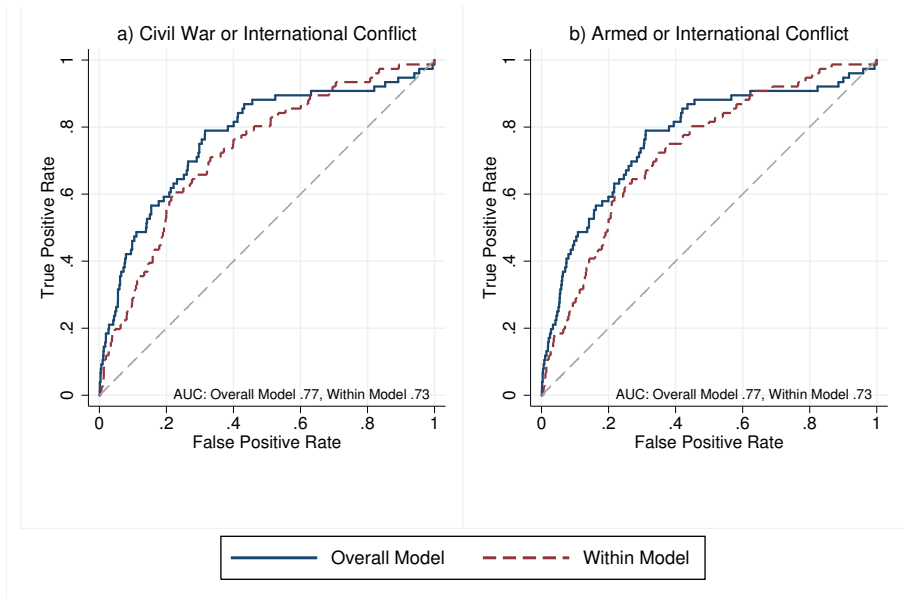 a) Civil War or International Conflict
True Positive Rate
1
.8
.6
.4
.2
0
AUC: Overall Model .77, Within Model .73
0 .2 .4 .6 .8 1
False Positive Rate
b) Armed or International Conflict
True Positive Rate
1
.8
.6
.4
.2
0
AUC: Overall Model .77, Within Model .73
0 .2 .4 .6 .8 1
False Positive Rate
Overall Model Within Model